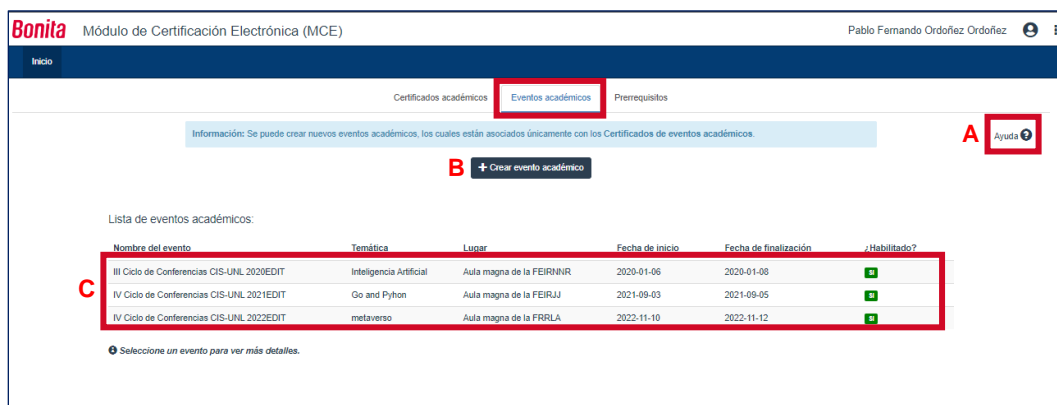 Bonita Módulo de Certificación Electrónica (MCE) Pablo Fernando Ordoñez Ordoñez
Inicio
Certificados académicos Eventos académicos Prerrequisitos
Información: Se puede crear nuevos eventos académicos, los cuales están asociados únicamente con los Certificados de eventos académicos.
A Ayuda ?
B + Crear evento académico
Lista de eventos académicos:
Nombre del evento Temática Lugar Fecha de inicio Fecha de finalización ¿Habilitado?
III Ciclo de Conferencias CIS-UNL 2020EDIT Inteligencia Artificial Aula magna de la FEIRNNR 2020-01-06 2020-01-08 SI
C IV Ciclo de Conferencias CIS-UNL 2021EDIT Go and Pyhon Aula magna de la FEIRJJ 2021-09-03 2021-09-05 SI
IV Ciclo de Conferencias CIS-UNL 2022EDIT metaverso Aula magna de la FRRLA 2022-11-10 2022-11-12 SI
Seleccione un evento para ver más detalles.